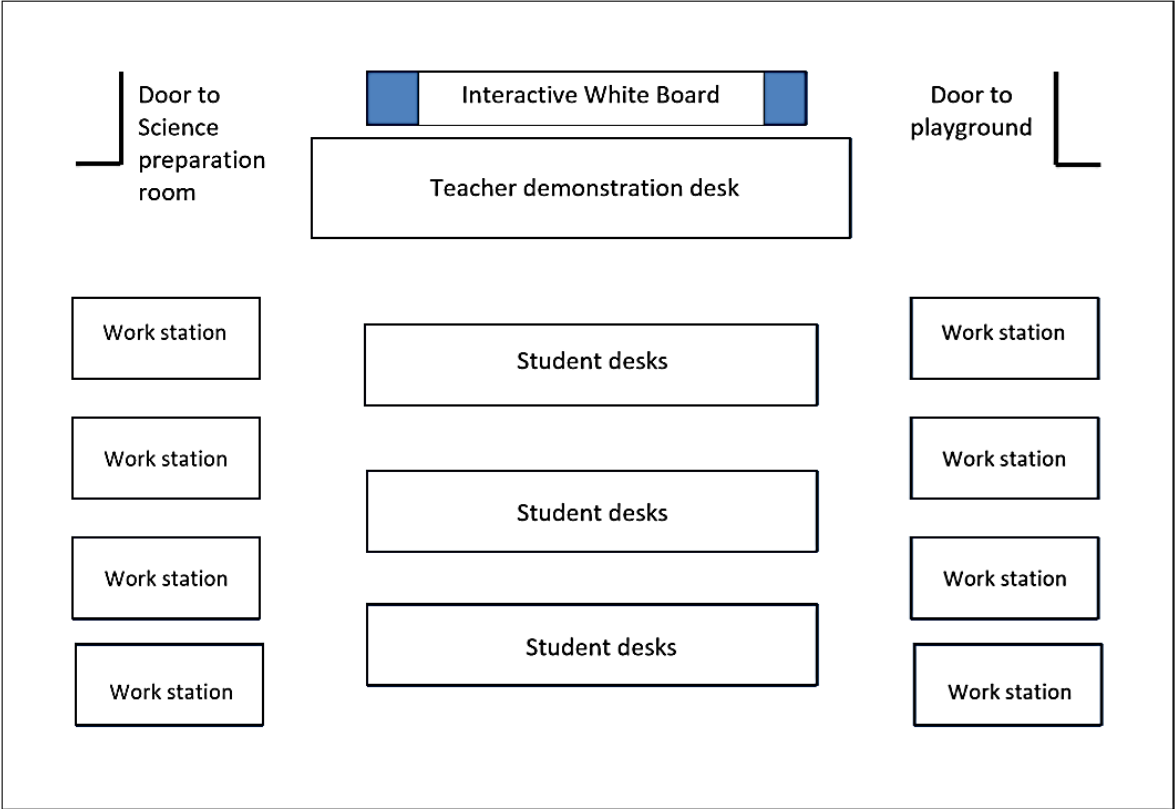 Door to
Science
preparation
room
Interactive White Board
Door to
playground
Teacher demonstration desk
Work station
Student desks
Work station
Work station
Student desks
Work station
Work station
Student desks
Work station
Work station
Work station